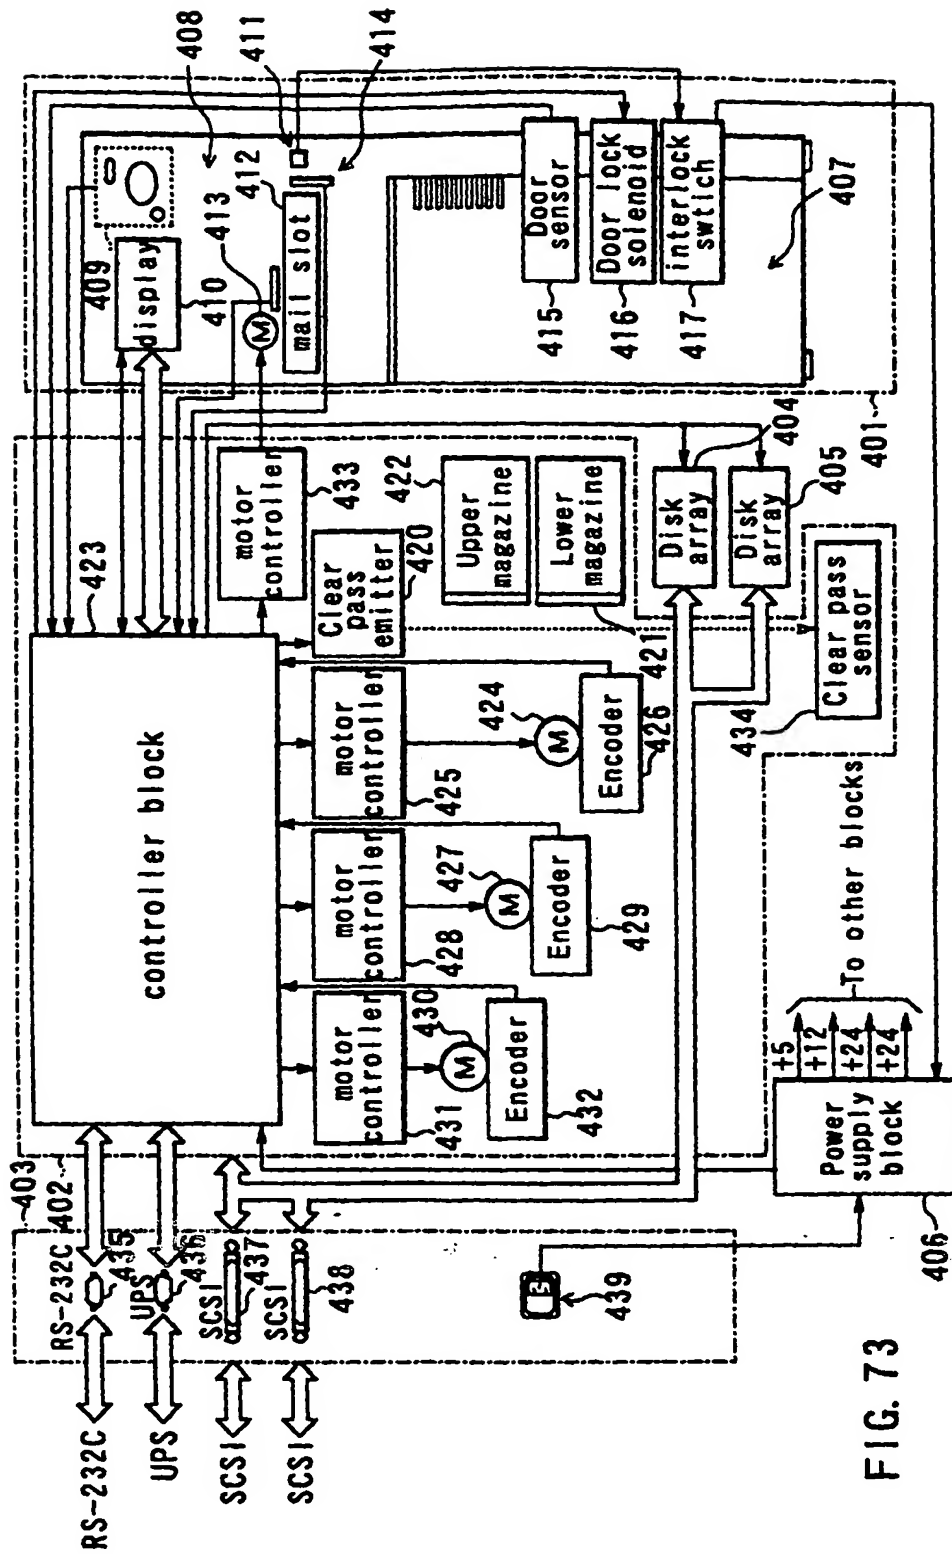 RS-232C
UPS
SCSI
SCSI
403
402
RS-232C
435
UPS
436
SCSI
437
SCSI
438
439
controller block
423
motor
controller
431
430
M
Encoder
432
motor
controller
428
427
M
Encoder
429
motor
controller
425
424
M
Encoder
426
Clear
pass
emitter
420
motor
controller
433
Upper
magazine
422
Lower
magazine
421
Disk
array
404
Disk
array
405
Clear pass
sensor
434
401
409
display
410
413
M
mail slot
412
408
411
414
Door
sensor
415
Door lock
solenoid
416
interlock
swtich
417
407
Power
supply
block
406
+5
+12
+24
+24
To other blocks
FIG. 73